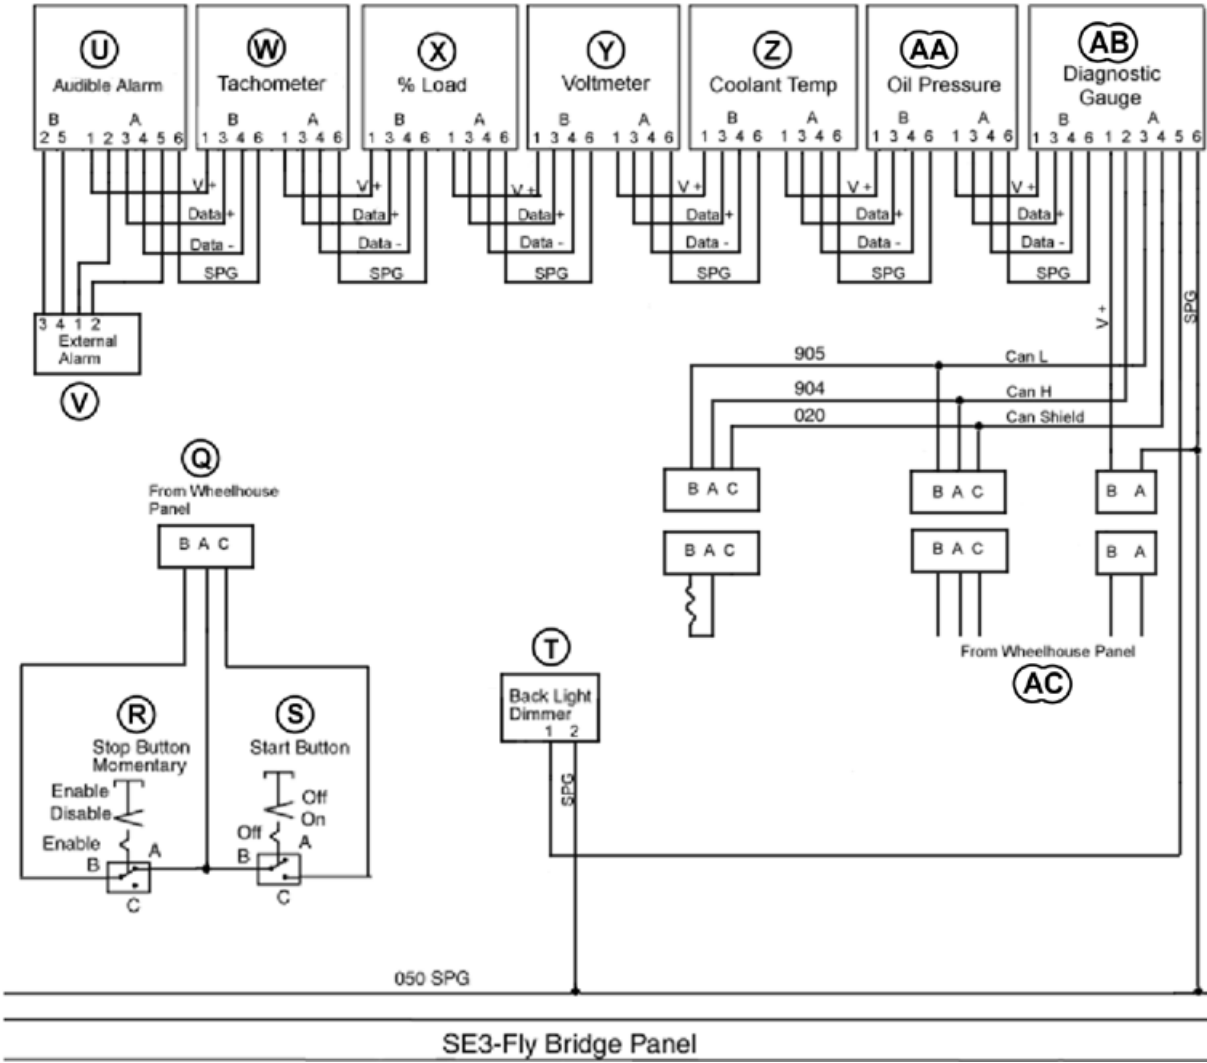 U W X Y Z AA AB
Audible Alarm Tachometer % Load Voltmeter Coolant Temp Oil Pressure Diagnostic
Gauge
B A B A B A B A B A B A B A
2 5 1 2 3 4 5 6 1 3 4 6 1 3 4 6 1 3 4 6 1 3 4 6 1 3 4 6 1 3 4 6 1 3 4 6 1 3 4 6 1 3 4 6 1 3 4 6 1 3 4 6 1 2 3 4 5 6
V + V + V + V + V + V +
Data + Data + Data + Data + Data + Data +
Data - Data - Data - Data - Data - Data -
SPG SPG SPG SPG SPG SPG
V + SPG
3 4 1 2
External
Alarm
V
905 Can L
904 Can H
020 Can Shield
Q
From Wheelhouse
Panel
B A C
B A C B A C B A
B A C B A C B A
From Wheelhouse Panel
AC
T
Back Light
Dimmer
1 2
SPG
R
Stop Button
Momentary
Enable
Disable
Enable
B A
C
S
Start Button
Off
On
Off
B A
C
050 SPG
SE3-Fly Bridge Panel